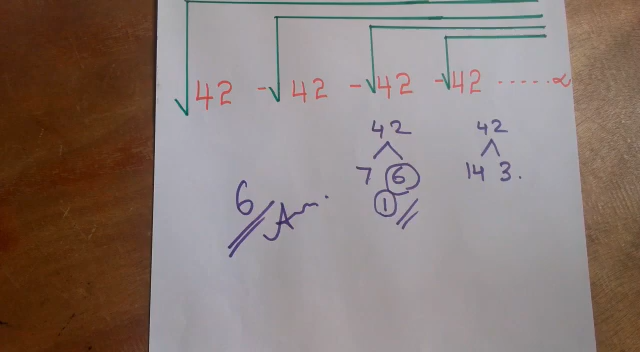 √42 - √42 - √42 - √42 ......∝
42 42
7 6 14 3.
1
6 Ans.